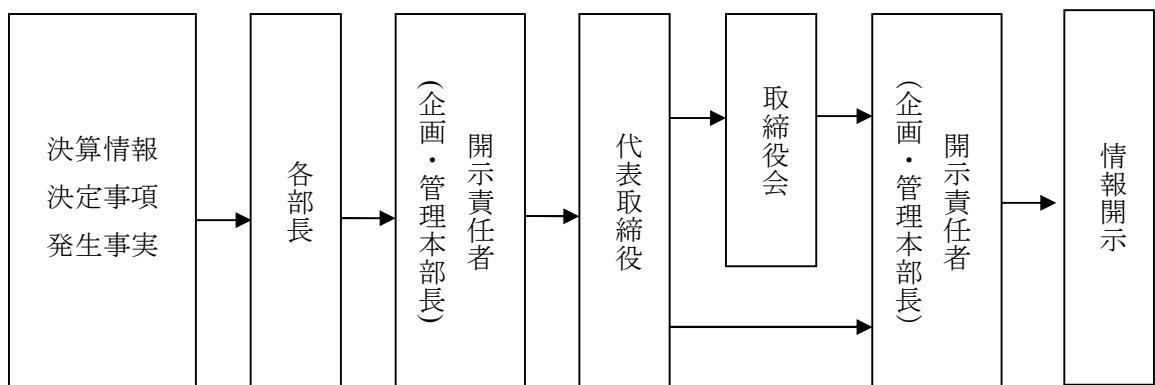 決算情報
決定事項
発生事実
各部長
開示責任者
(企画・管理本部長)
代表取締役
取締役会
開示責任者
(企画・管理本部長)
情報開示